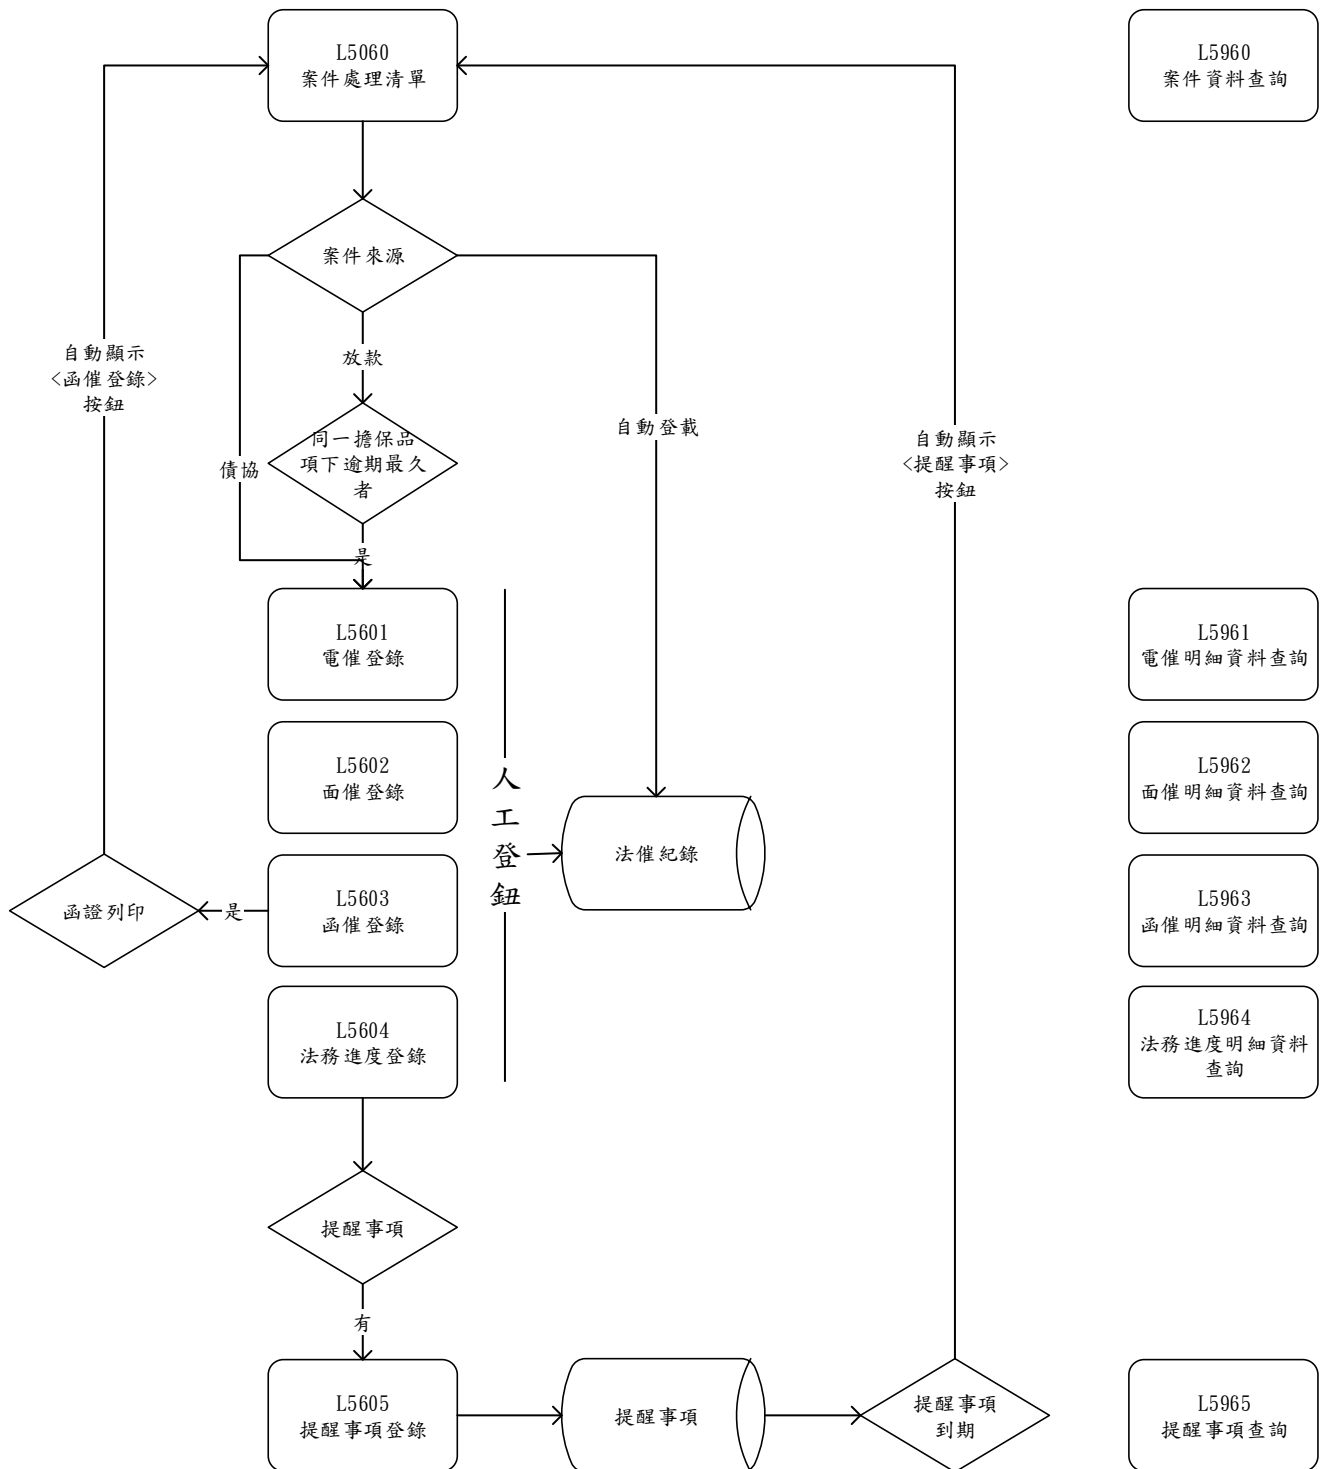 L5060
案件處理清單
L5960
案件資料查詢
案件來源
放款
自動顯示
<函催登錄>
按鈕
自動登載
自動顯示
<提醒事項>
按鈕
同一擔保品
項下逾期最久
者
債協
是
L5601
電催登錄
L5961
電催明細資料查詢
L5602
面催登錄
L5962
面催明細資料查詢
人
工
登
鈕
法催紀錄
函證列印
是
L5603
函催登錄
L5963
函催明細資料查詢
L5604
法務進度登錄
L5964
法務進度明細資料
查詢
提醒事項
有
L5605
提醒事項登錄
提醒事項
提醒事項
到期
L5965
提醒事項查詢